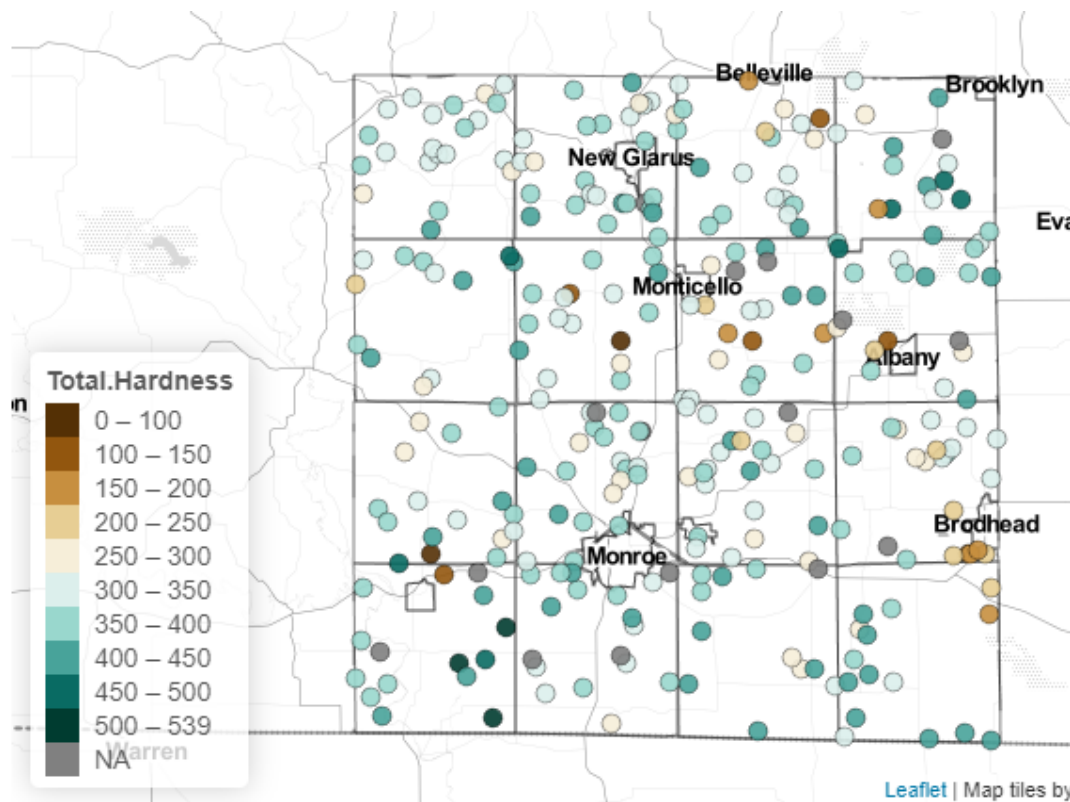 Belleville
Brooklyn
New Glarus
Eva
Monticello
Albany
on
Brodhead
Monroe
Total.Hardness
0 – 100
100 – 150
150 – 200
200 – 250
250 – 300
300 – 350
350 – 400
400 – 450
450 – 500
500 – 539
NA
Warren
Leaflet | Map tiles by